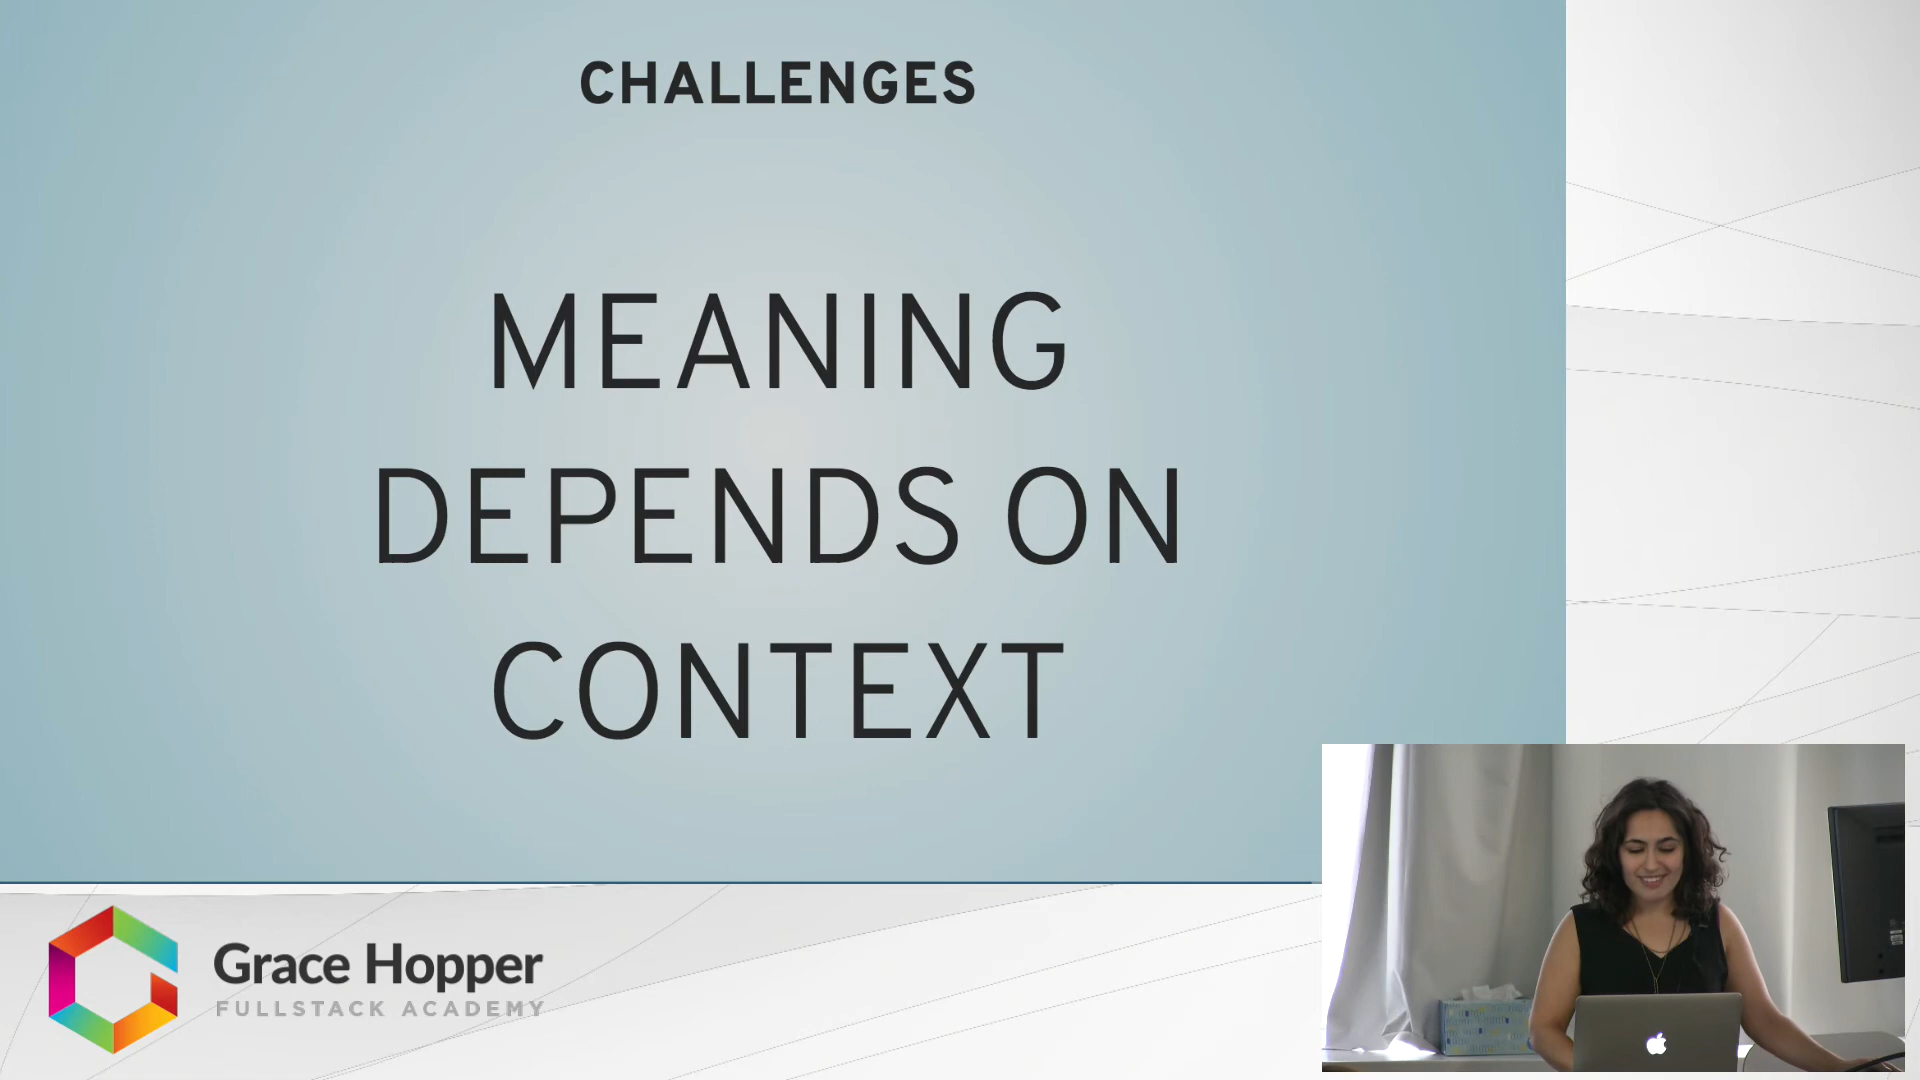 CHALLENGES
MEANING
DEPENDS ON
CONTEXT
Grace Hopper
FULLSTACK ACADEMY